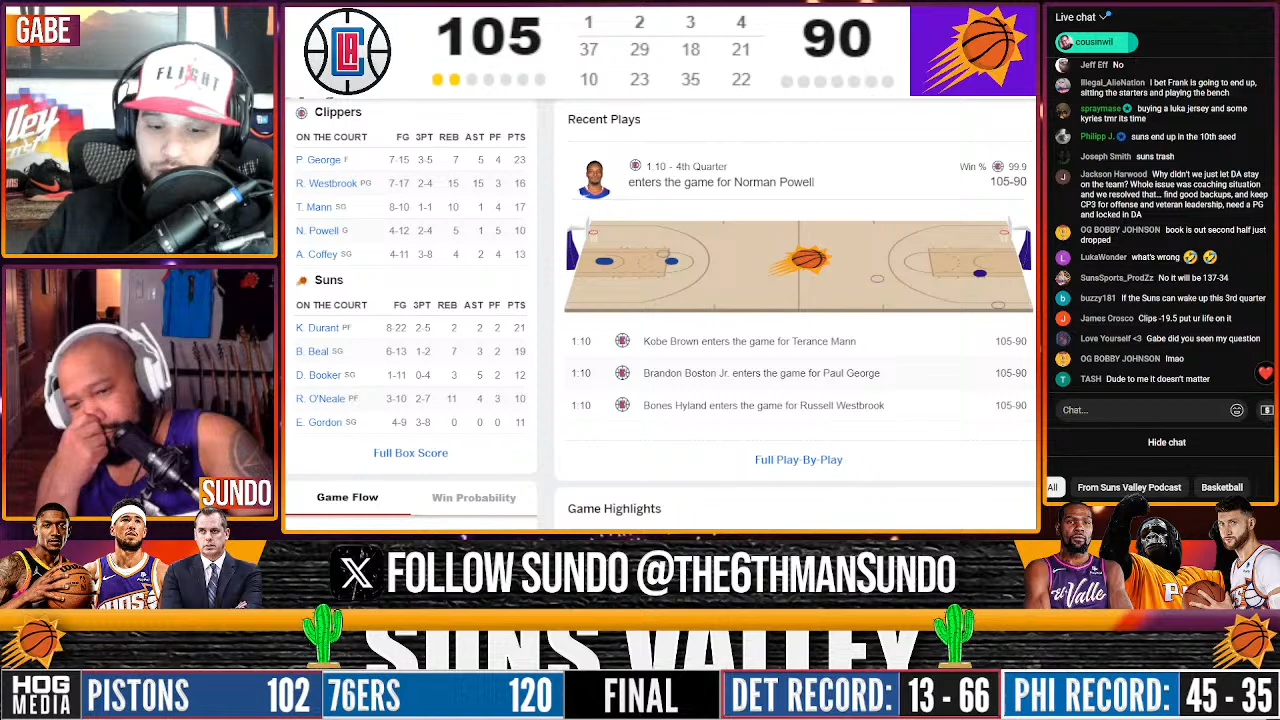 GABE
FLIGHT
SUNDO
LA
105
1 2 3 4
37 29 18 21
10 23 35 22
90
Clippers
ON THE COURT FG 3PT REB AST PF PTS
P. George F 7-15 3-5 7 5 4 23
R. Westbrook PG 7-17 2-4 15 15 3 16
T. Mann SG 8-10 1-1 10 1 4 17
N. Powell G 4-12 2-4 5 1 5 10
A. Coffey SG 4-11 3-8 4 2 4 13
Suns
ON THE COURT FG 3PT REB AST PF PTS
K. Durant PF 8-22 2-5 2 2 2 21
B. Beal SG 6-13 1-2 7 3 2 19
D. Booker SG 1-11 0-4 3 5 2 12
R. O'Neale PF 3-10 2-7 11 4 3 10
E. Gordon SG 4-9 3-8 0 0 0 11
Full Box Score
Game Flow Win Probability
Recent Plays
1:10 - 4th Quarter Win % 99.9
enters the game for Norman Powell 105-90
1:10 Kobe Brown enters the game for Terance Mann 105-90
1:10 Brandon Boston Jr. enters the game for Paul George 105-90
1:10 Bones Hyland enters the game for Russell Westbrook 105-90
Full Play-By-Play
Game Highlights
Live chat
cousinwil
Jeff Eff No
Illegal_AlieNation I bet Frank is going to end up,
sitting the starters and playing the bench
spraymase buying a luka jersey and some
kyries tmr its time
Philipp J. suns end up in the 10th seed
Joseph Smith suns trash
Jackson Harwood Why didn't we just let DA stay
on the team? Whole issue was coaching situation
and we resolved that... find good backups, and keep
CP3 for offense and veteran leadership, need a PG
and locked in DA
OG BOBBY JOHNSON book is out second half just
dropped
LukaWonder what's wrong 🤣 🤣
SunsSports_ProdZz No it will be 137-34
buzzy181 If the Suns can wake up this 3rd quarter
James Crosco Clips -19.5 put ur life on it
Love Yourself <3 Gabe did you seen my question
OG BOBBY JOHNSON lmao
TASH Dude to me it doesn't matter
Chat...
Hide chat
All From Suns Valley Podcast Basketball
X FOLLOW SUNDO @THE6THMANSUNDO
SUNS VALLEY
HOG
MEDIA
PISTONS 102 76ERS 120 FINAL DET RECORD: 13 - 66 PHI RECORD: 45 - 35